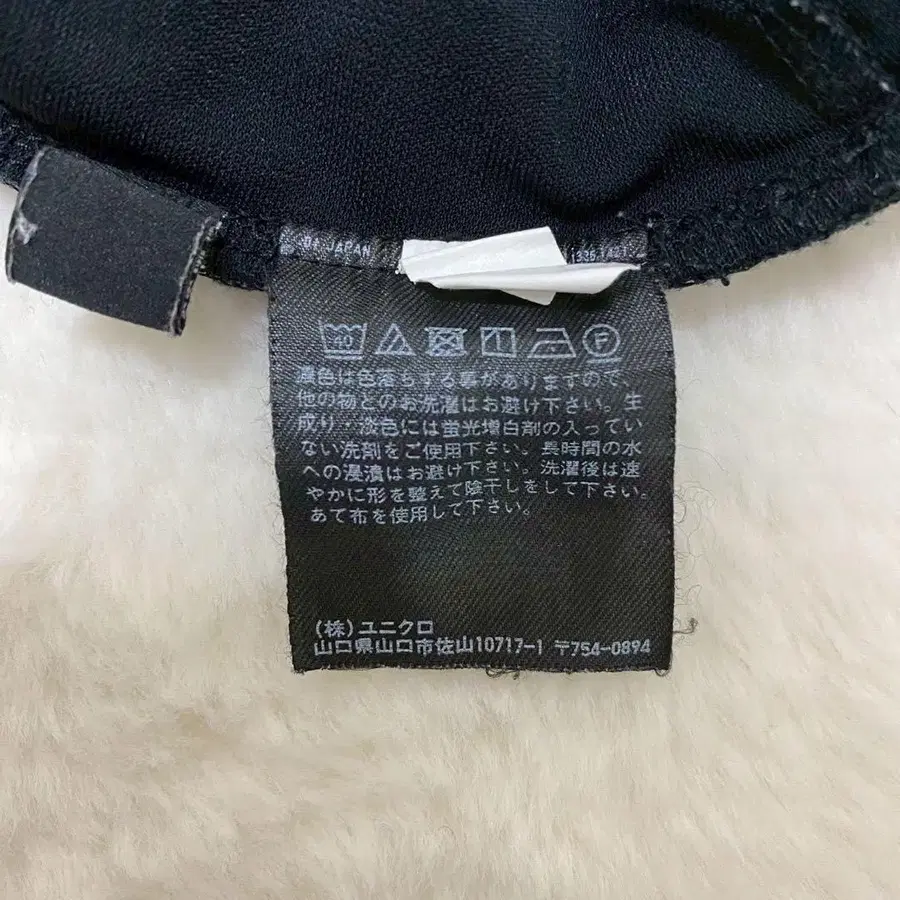 JAPAN
40
F
濃色は色落ちする事がありますので、
他の物とのお洗濯はお避け下さい。生
成り・淡色には蛍光増白剤の入ってい
ない洗剤をご使用下さい。長時間の水
への浸漬はお避け下さい。洗濯後は速
やかに形を整えて陰干しをして下さい。
あて布を使用して下さい。
(株)ユニクロ
山口県山口市佐山10717-1 〒754-0894